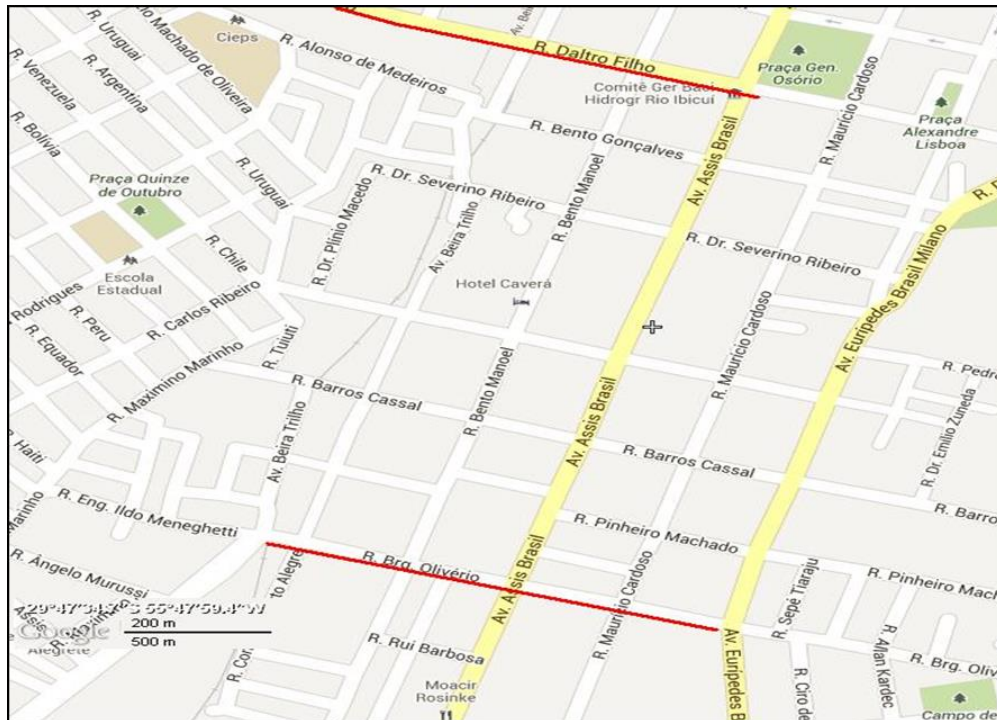 R. Uruguai
Cieps
R. Alonso de Medeiros
R. Daltro Filho
Praça Gen.
Osório
R. Venezuela
R. Argentina
Machado de Oliveira
Comitê Ger Baci
Hidrogr Rio Ibicuí
R. Maurício Cardoso
Praça
Alexandre
Lisboa
R. Bolívia
R. Bento Gonçalves
Av. Assis Brasil
Praça Quinze
de Outubro
R. Uruguai
R. Dr. Plínio Macedo
R. Dr. Severino Ribeiro
R. Bento Manoel
Av. Beira Trilho
R. Dr. Severino Ribeiro
Escola
Estadual
R. Chile
Hotel Caverá
Rodrigues
R. Peru
R. Carlos Ribeiro
R. Equador
R. Maximino Marinho
R. Tuiuti
R. Bento Manoel
R. Maurício Cardoso
Av. Eurípedes Brasil Milano
R. Pedro
R. Barros Cassal
Av. Assis Brasil
R. Barros Cassal
R. Dr. Emílio Zuneda
R. Haiti
Av. Beira Trilho
R. Barro
Marinho
R. Eng. Ildo Meneghetti
R. Pinheiro Machado
R. Ângelo Murussi
R. Brg. Olivério
Av. Assis Brasil
R. Maurício Cardoso
R. Sepé Tiaraju
R. Pinheiro Mach
Google
200 m
500 m
Alegrete
R. Rui Barbosa
Av. Eurípedes
R. Allan Kardec
R. Brg. Oliv
R. Ciro de
Moacir
Rosinke
Campo de